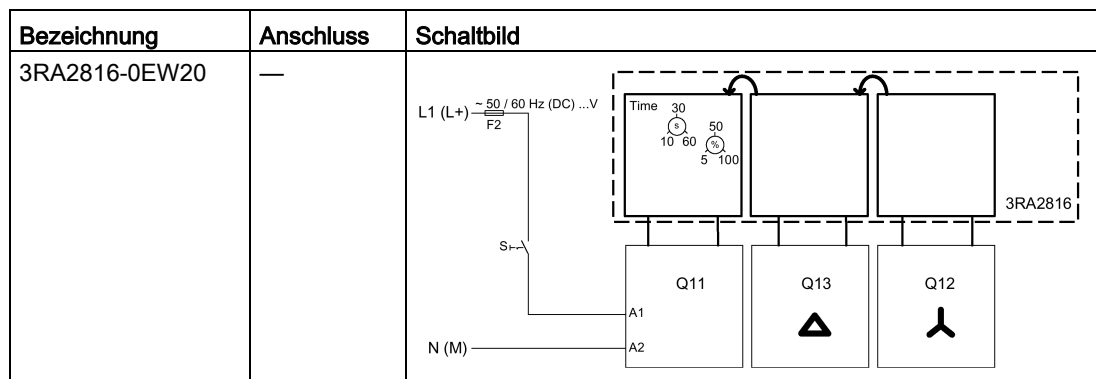 Bezeichnung Anschluss Schaltbild
3RA2816-0EW20 —
L1 (L+) ~ 50 / 60 Hz (DC) ...V
F2
Time 30
s
10 60
50
%
5 100
3RA2816
S
Q11 Q13 Q12
A1
N (M) A2